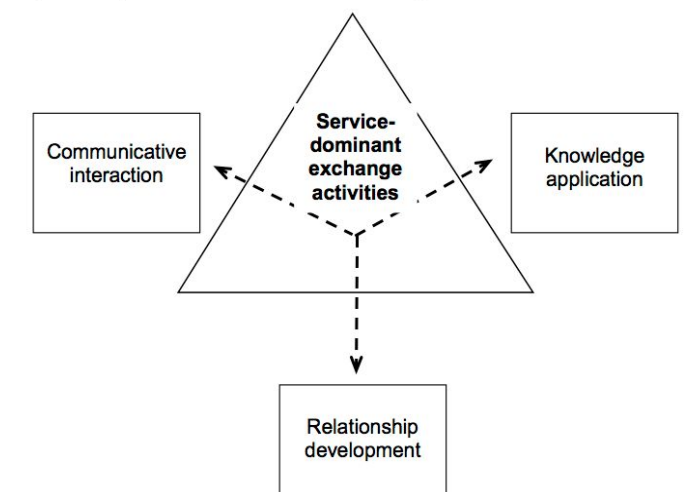 Service-
dominant
exchange
activities
Communicative
interaction
Knowledge
application
Relationship
development